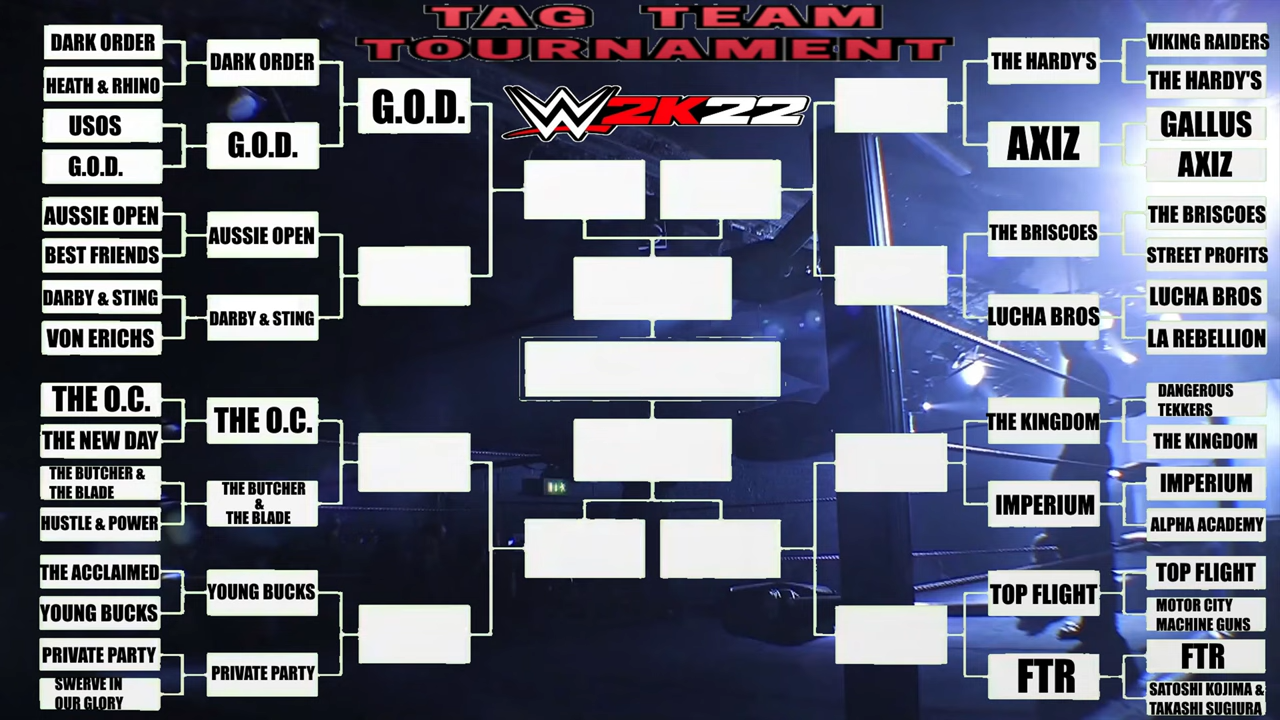 TAG TEAM
TOURNAMENT
W 2K22
DARK ORDER
HEATH & RHINO
USOS
G.O.D.
AUSSIE OPEN
BEST FRIENDS
DARBY & STING
VON ERICHS
THE O.C.
THE NEW DAY
THE BUTCHER &
THE BLADE
HUSTLE & POWER
THE ACCLAIMED
YOUNG BUCKS
PRIVATE PARTY
SWERVE IN
OUR GLORY
DARK ORDER
G.O.D.
AUSSIE OPEN
DARBY & STING
THE O.C.
THE BUTCHER
&
THE BLADE
YOUNG BUCKS
PRIVATE PARTY
G.O.D.
THE HARDY'S
AXIZ
THE BRISCOES
LUCHA BROS
THE KINGDOM
IMPERIUM
TOP FLIGHT
FTR
VIKING RAIDERS
THE HARDY'S
GALLUS
AXIZ
THE BRISCOES
STREET PROFITS
LUCHA BROS
LA REBELLION
DANGEROUS
TEKKERS
THE KINGDOM
IMPERIUM
ALPHA ACADEMY
TOP FLIGHT
MOTOR CITY
MACHINE GUNS
FTR
SATOSHI KOJIMA &
TAKASHI SUGIURA